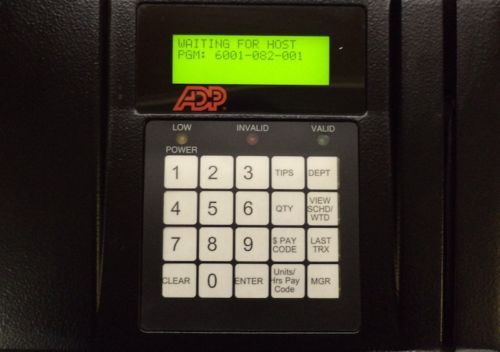 WAITING FOR HOST
PGM: 6001-082-001
ADP
LOW INVALID VALID
POWER
1 2 3 TIPS DEPT
4 5 6 QTY VIEW SCHD/ WTD
7 8 9 $ PAY CODE LAST TRX
CLEAR 0 ENTER Units/ Hrs Pay Code MGR